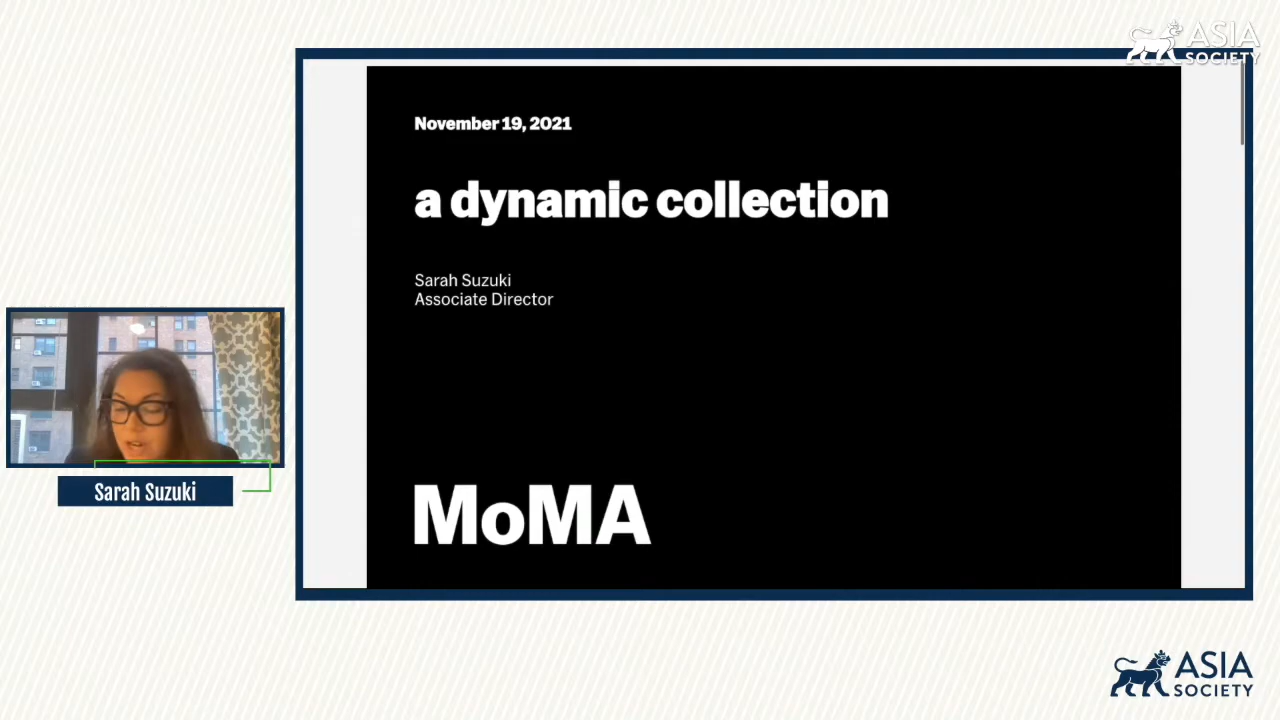 ASIA
SOCIETY
November 19, 2021
a dynamic collection
Sarah Suzuki
Associate Director
MoMA
Sarah Suzuki
ASIA
SOCIETY